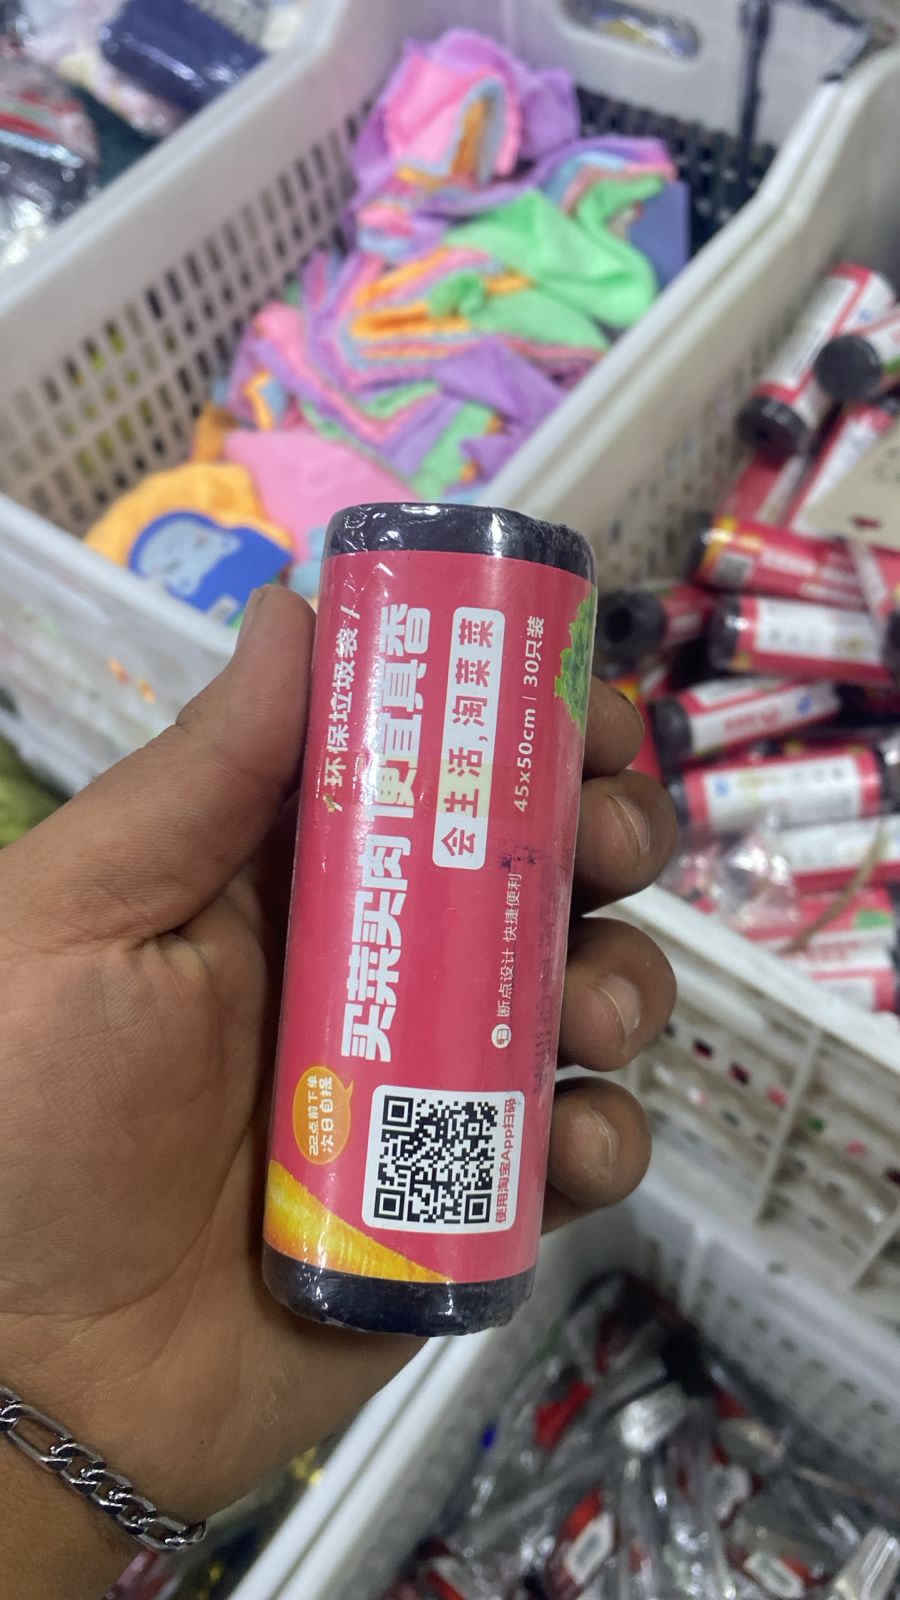 环保垃圾袋
买菜买肉便宜真香
会生活,淘菜菜
45x50cm | 30只装
断点设计 快捷便利
22点前下单
次日自提
使用淘宝App扫码